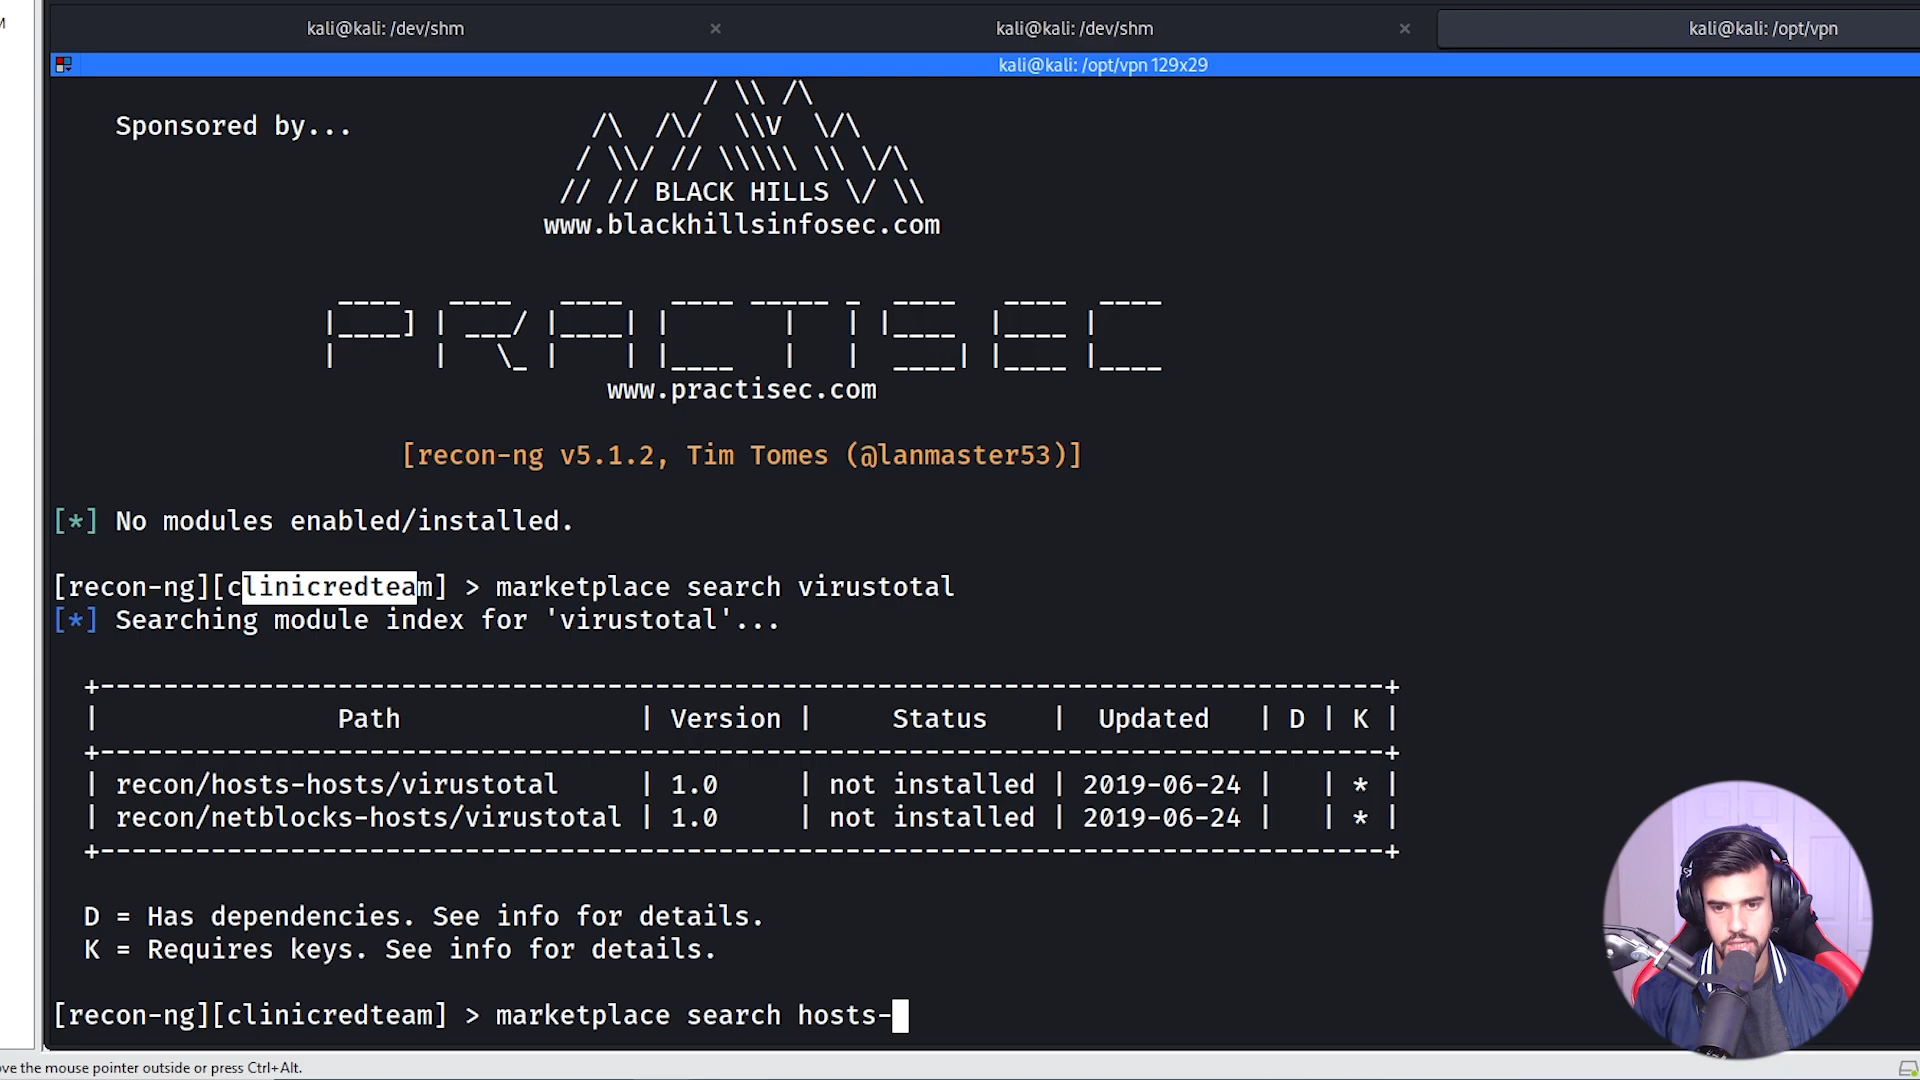 kali@kali: /dev/shm × kali@kali: /dev/shm × kali@kali: /opt/vpn
kali@kali: /opt/vpn 129x29
/ \\ /\
Sponsored by... /\ /\/ \\V \/\
/ \\/ // \\\\\ \\ \/\
// // BLACK HILLS \/ \\
www.blackhillsinfosec.com
PRACTISEC
www.practisec.com
[recon-ng v5.1.2, Tim Tomes (@lanmaster53)]
[*] No modules enabled/installed.
[recon-ng][clinicredteam] > marketplace search virustotal
[*] Searching module index for 'virustotal'...
+---------------------------------------------------------------------------------+
| Path | Version | Status | Updated | D | K |
+---------------------------------------------------------------------------------+
| recon/hosts-hosts/virustotal | 1.0 | not installed | 2019-06-24 | | * |
| recon/netblocks-hosts/virustotal | 1.0 | not installed | 2019-06-24 | | * |
+---------------------------------------------------------------------------------+
D = Has dependencies. See info for details.
K = Requires keys. See info for details.
[recon-ng][clinicredteam] > marketplace search hosts-
ove the mouse pointer outside or press Ctrl+Alt.